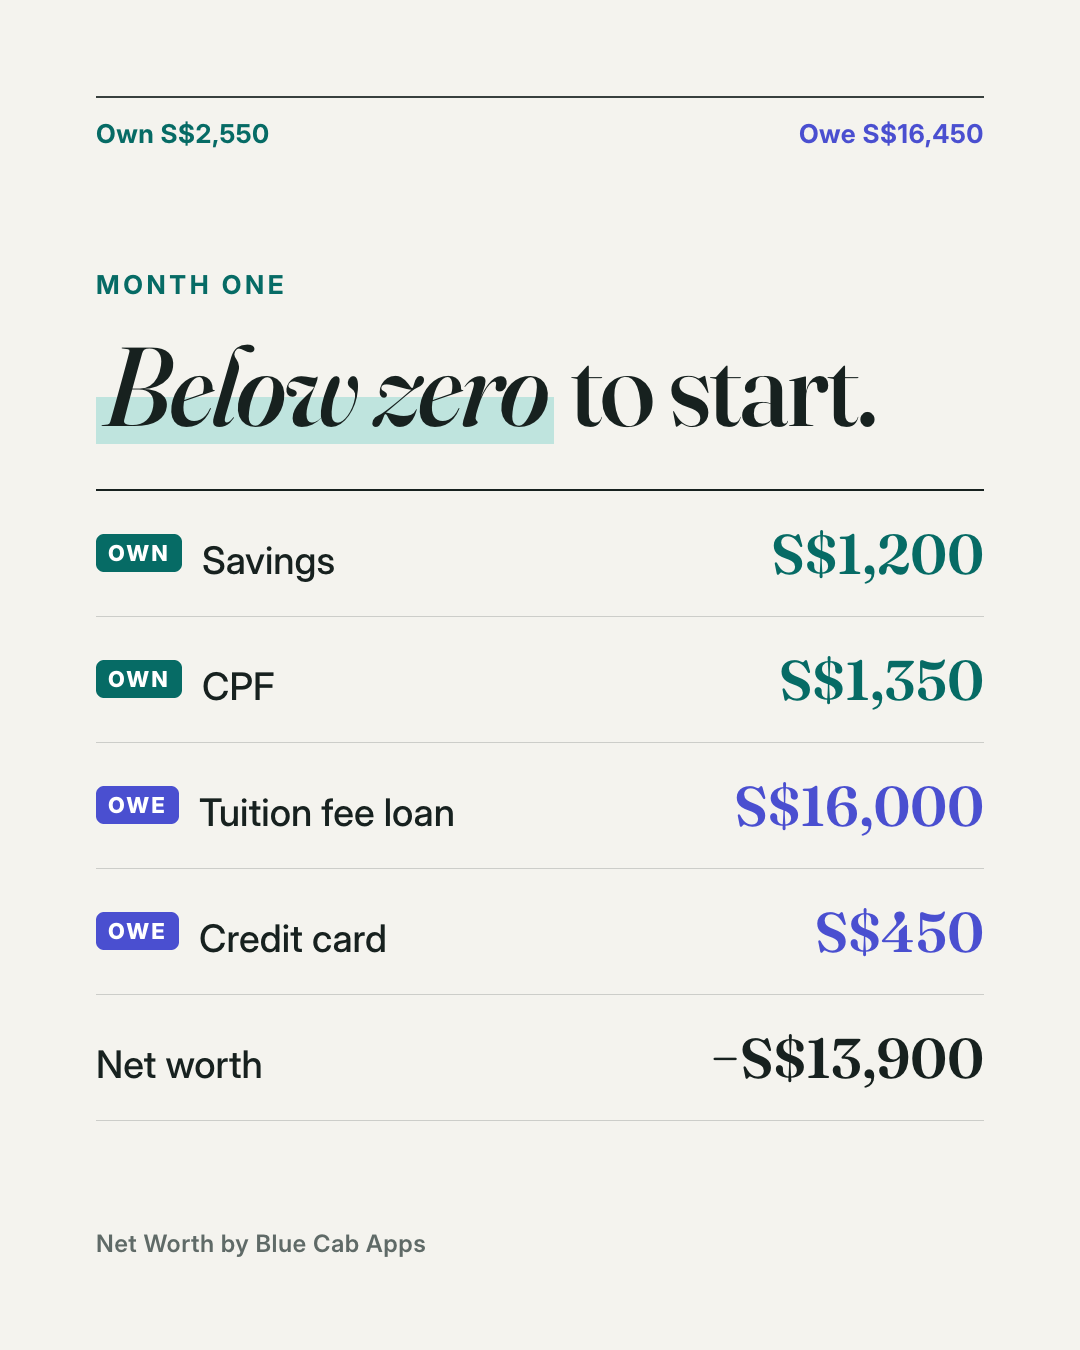 Own S$2,550 Owe S$16,450
MONTH ONE
Below zero to start.
OWN Savings S$1,200
OWN CPF S$1,350
OWE Tuition fee loan S$16,000
OWE Credit card S$450
Net worth −S$13,900
Net Worth by Blue Cab Apps